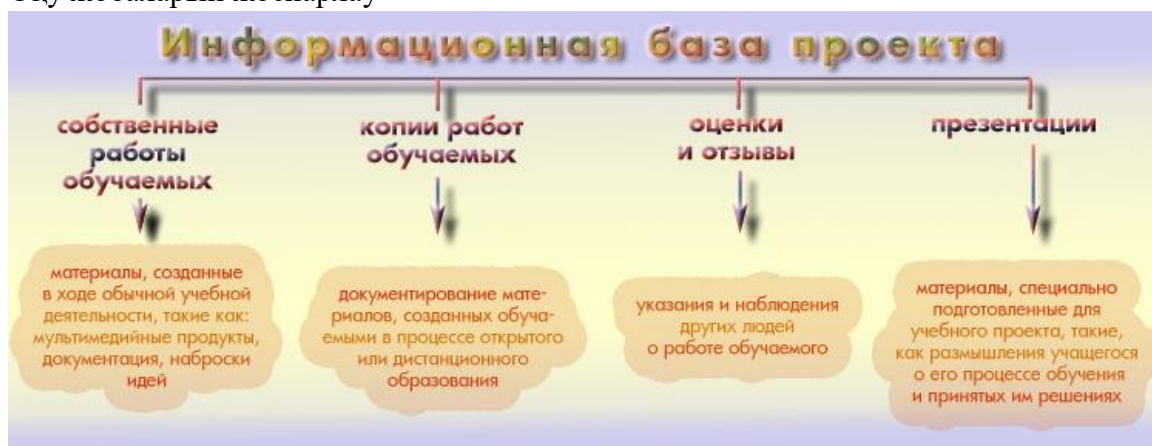 Информационная база проекта
собственные
работы
обучаемых
копии работ
обучаемых
оценки
и отзывы
презентации
материалы, созданные
в ходе обычной учебной
деятельности, такие как:
мультимедийные продукты,
документация, наброски
идей
документирование мате-
риалов, созданных обуча-
емыми в процессе открытого
или дистанционного
образования
указания и наблюдения
других людей
о работе обучаемого
материалы, специально
подготовленные для
учебного проекта, такие,
как размышления учащегося
о его процессе обучения
и принятых им решениях